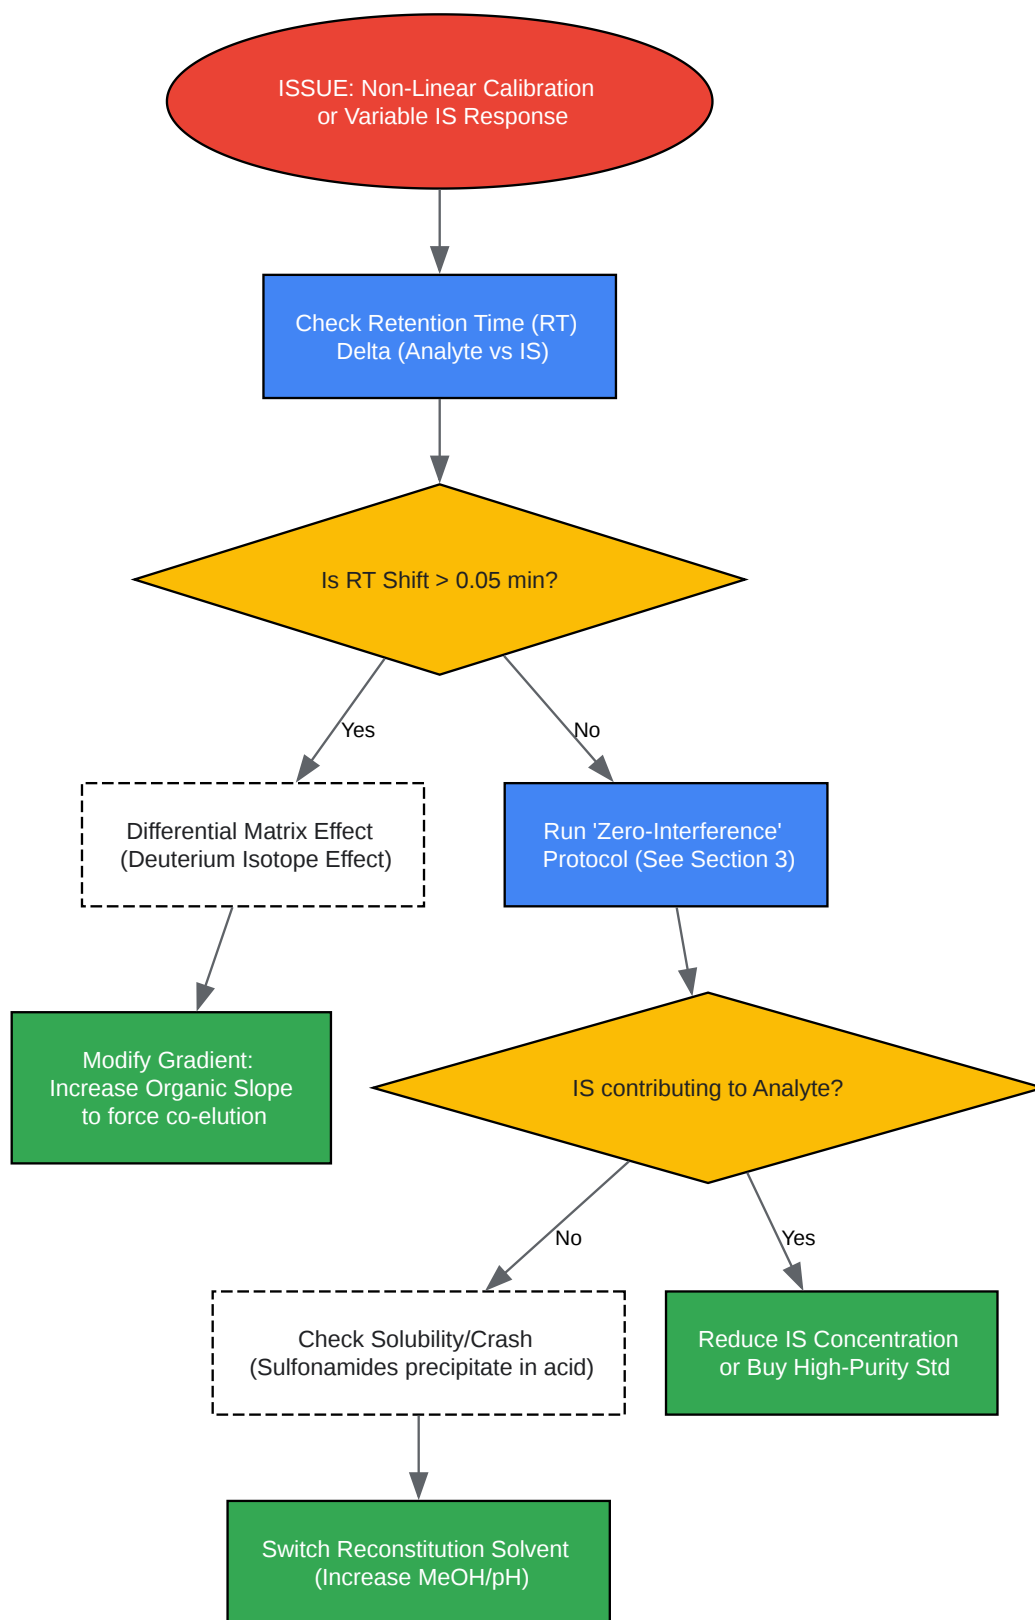 ISSUE: Non-Linear Calibration
or Variable IS Response
Check Retention Time (RT)
Delta (Analyte vs IS)
Is RT Shift > 0.05 min?
Yes
No
Differential Matrix Effect
(Deuterium Isotope Effect)
Run 'Zero-Interference'
Protocol (See Section 3)
Modify Gradient:
Increase Organic Slope
to force co-elution
IS contributing to Analyte?
No
Yes
Check Solubility/Crash
(Sulfonamides precipitate in acid)
Reduce IS Concentration
or Buy High-Purity Std
Switch Reconstitution Solvent
(Increase MeOH/pH)